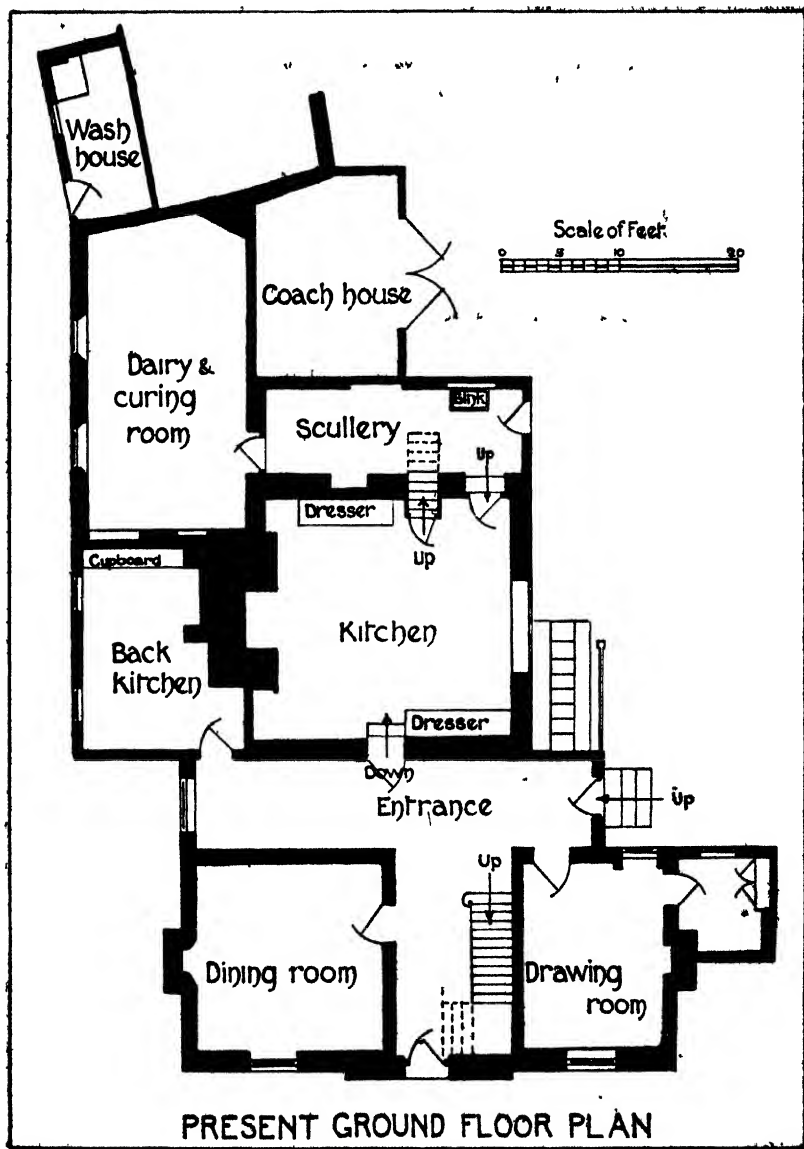 Wash
house
Scale of Feet.
0 5 10 20
Coach house
Dairy &
curing
room
Sink
Scullery
Up
Dresser
Up
Cupboard
Kitchen
Back
kitchen
Dresser
Down
Entrance
Up
Up
Dining room
Drawing
room
PRESENT GROUND FLOOR PLAN